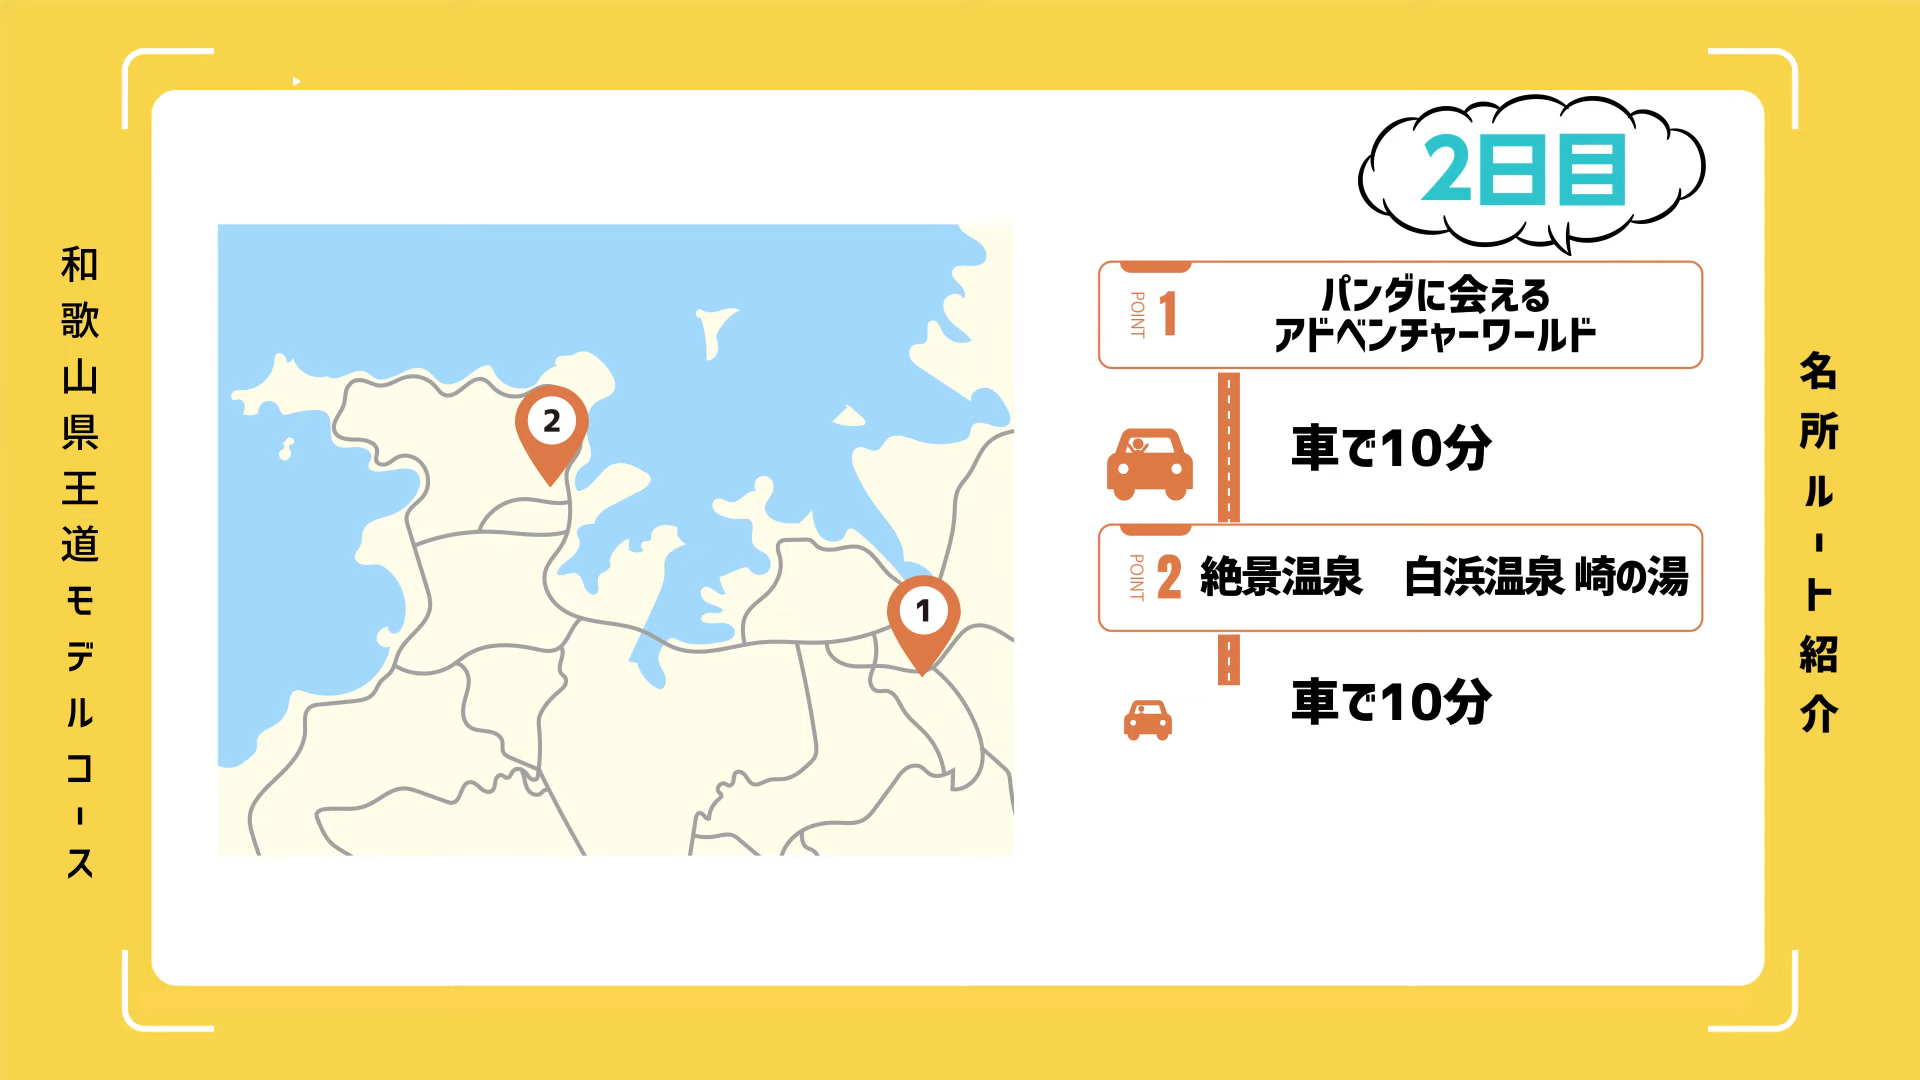 和歌山県王道モデルコース
2日目
2
1
POINT 1
パンダに会える
アドベンチャーワールド
車で10分
POINT 2
絶景温泉　白浜温泉 崎の湯
車で10分
名所ルート紹介